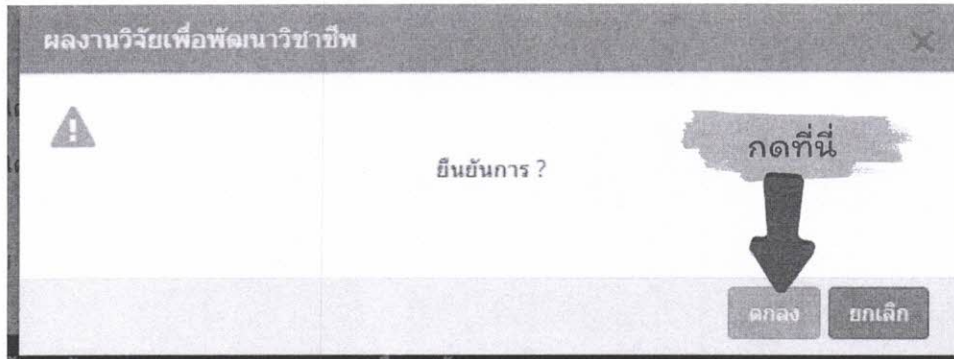 ผลงานวิจัยเพื่อพัฒนาวิชาชีพ
กดที่นี่
ยืนยันการ ?
ตกลง
ยกเลิก